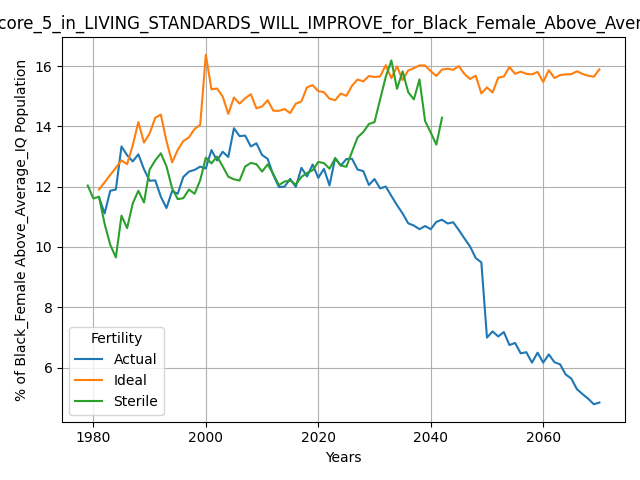 core_5_in_LIVING_STANDARDS_WILL_IMPROVE_for_Black_Female_Above_Aver
% of Black_Female Above_Average_IQ Population
16
14
12
10
8
6
Fertility
Actual
Ideal
Sterile
1980
2000
2020
2040
2060
Years